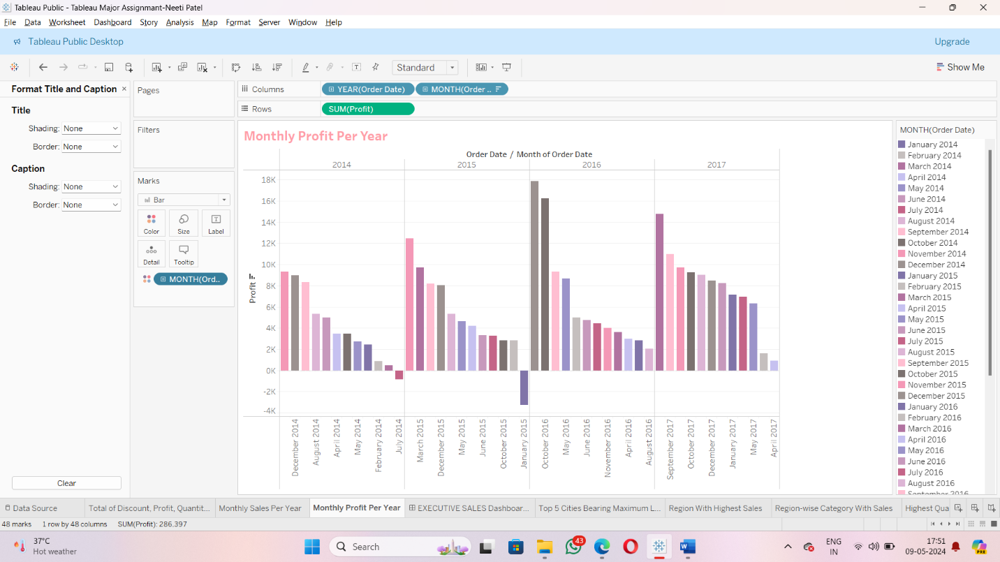 Tableau Public - Tableau Major Assignmant-Neeti Patel
File Data Worksheet Dashboard Story Analysis Map Format Server Window Help
Tableau Public Desktop
Upgrade
Standard
Show Me
Format Title and Caption
Title
Shading: None
Border: None
Caption
Shading: None
Border: None
Clear
Pages
Filters
Marks
Bar
Color Size Label
Detail Tooltip
MONTH(Ord..
Columns YEAR(Order Date) MONTH(Order ..
Rows SUM(Profit)
Monthly Profit Per Year
Order Date / Month of Order Date
2014 2015 2016 2017
Profit
18K
16K
14K
12K
10K
8K
6K
4K
2K
0K
-2K
-4K
December 2014
August 2014
April 2014
May 2014
February 2014
July 2014
March 2015
December 2015
May 2015
June 2015
October 2015
January 2015
October 2016
May 2016
June 2016
November 2016
April 2016
August 2016
September 2017
October 2017
December 2017
January 2017
May 2017
April 2017
MONTH(Order Date)
January 2014
February 2014
March 2014
April 2014
May 2014
June 2014
July 2014
August 2014
September 2014
October 2014
November 2014
December 2014
January 2015
February 2015
March 2015
April 2015
May 2015
June 2015
July 2015
August 2015
September 2015
October 2015
November 2015
December 2015
January 2016
February 2016
March 2016
April 2016
May 2016
June 2016
July 2016
August 2016
September 2016
Data Source Total of Discount, Profit, Quantit... Monthly Sales Per Year Monthly Profit Per Year EXECUTIVE SALES Dashboar... Top 5 Cities Bearing Maximum L... Region With Highest Sales Region-wise Category With Sales Highest Qua
48 marks 1 row by 48 columns SUM(Profit): 286,397
37°C
Hot weather
Search
43
PRE
ENG
IN
17:51
09-05-2024